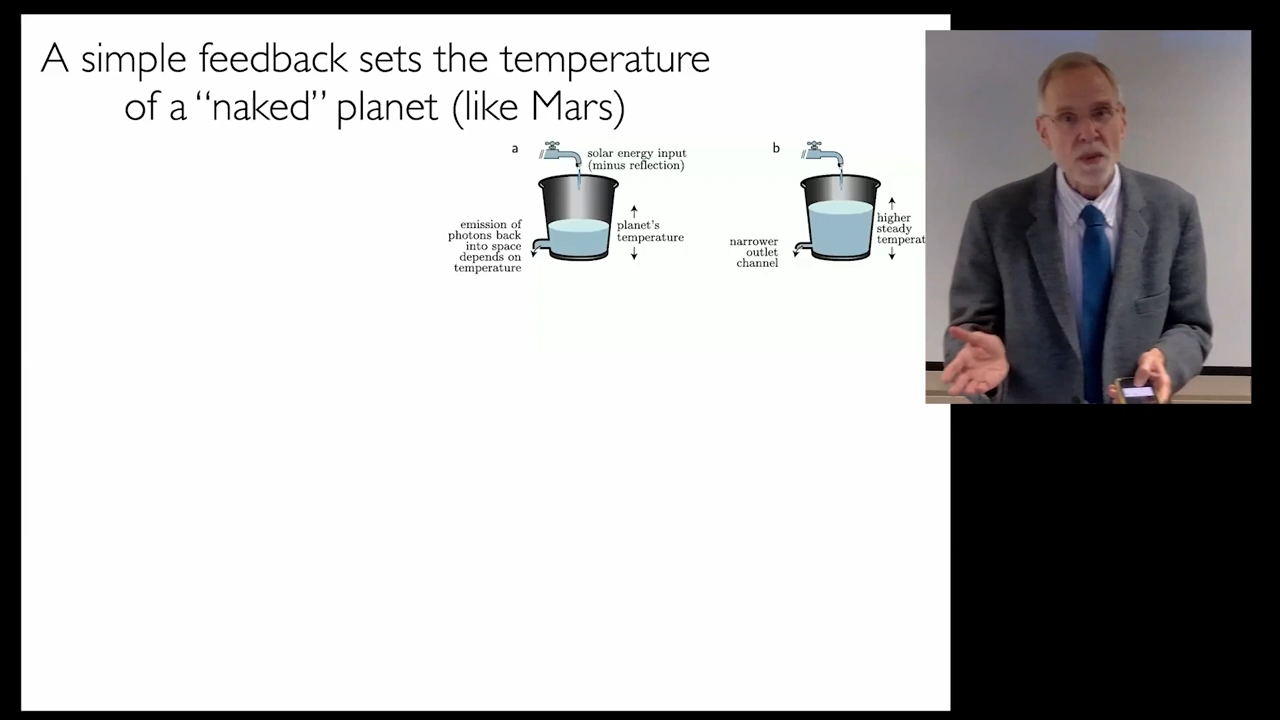 A simple feedback sets the temperature
of a “naked” planet (like Mars)
a
solar energy input
(minus reflection)
emission of
photons back
into space
depends on
temperature
planet's
temperature
b
narrower
outlet
channel
higher
steady
temperat